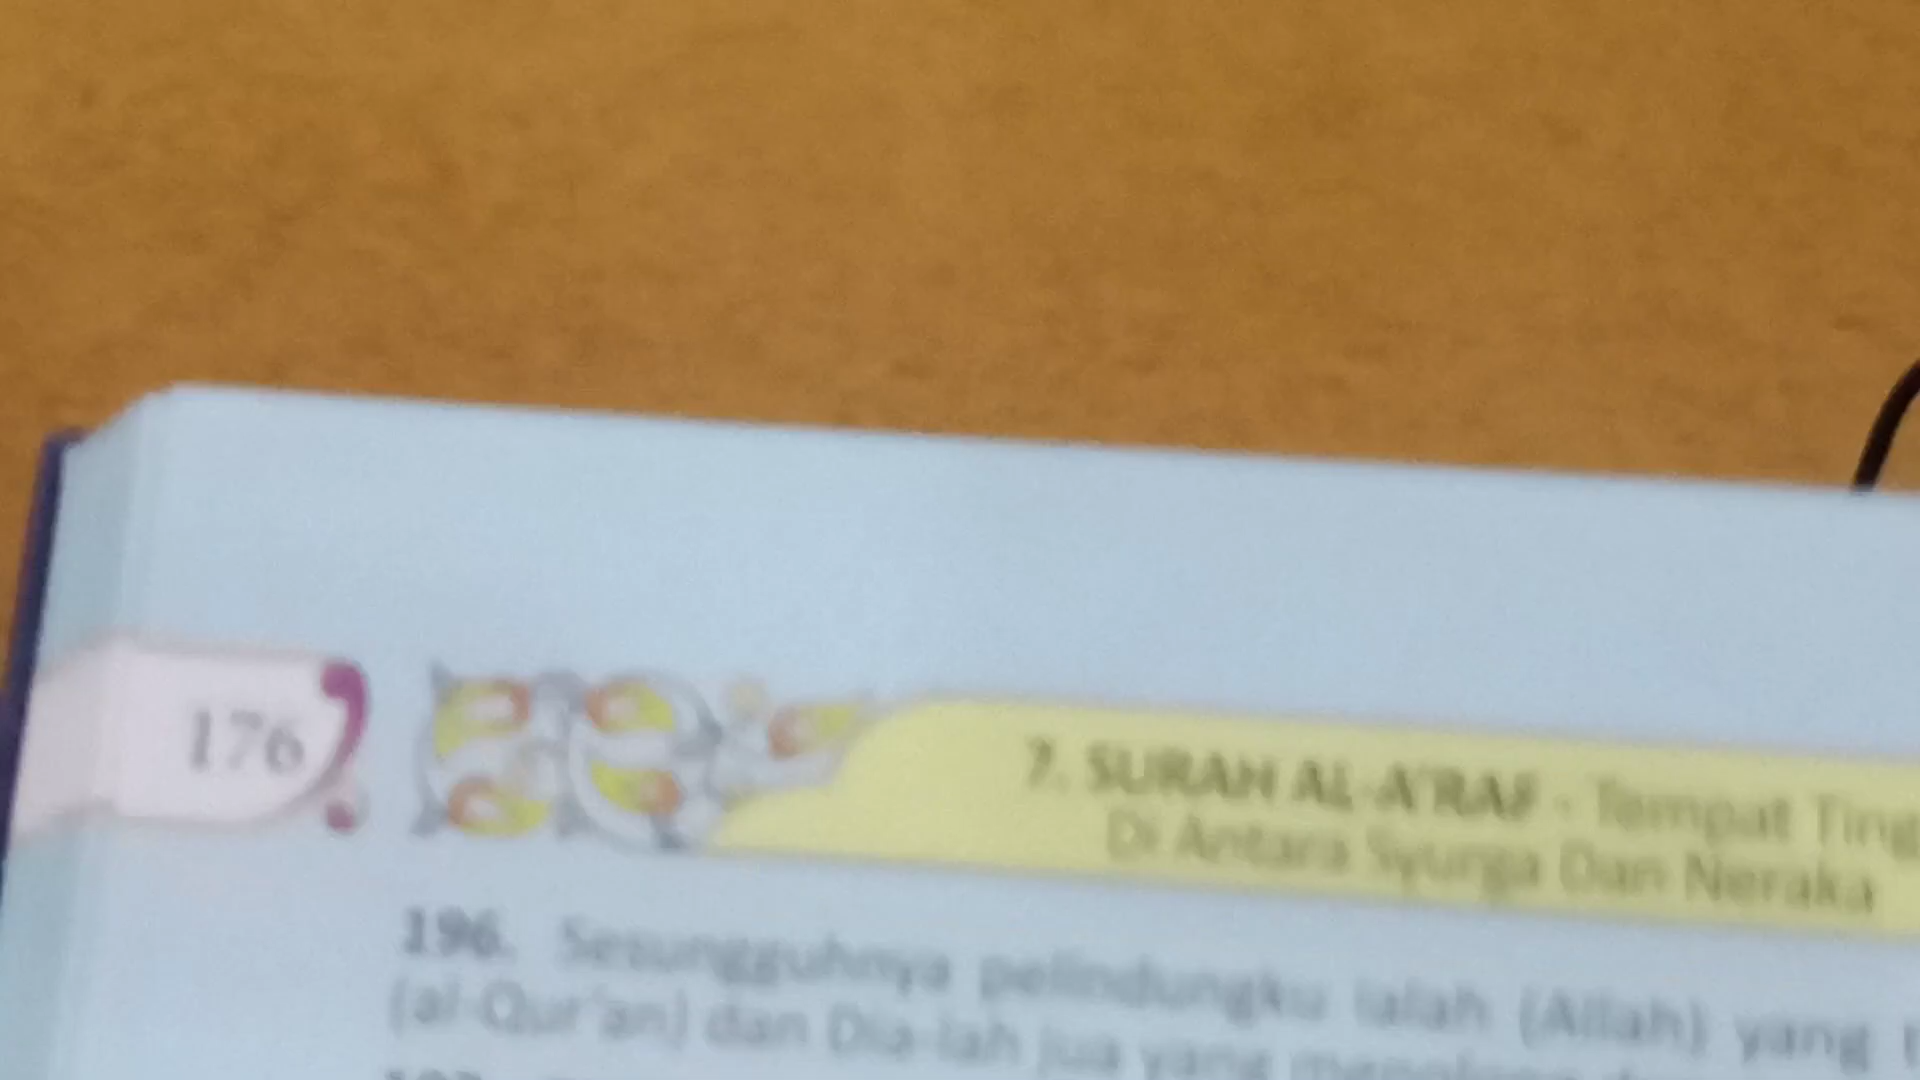 176
7. SURAH AL-A'RAF - Tempat Ting
Di Antara Syurga Dan Neraka
196. Sesungguhnya pelindungku ialah (Allah) yang
(al-Qur'an) dan Dia-lah jua yang